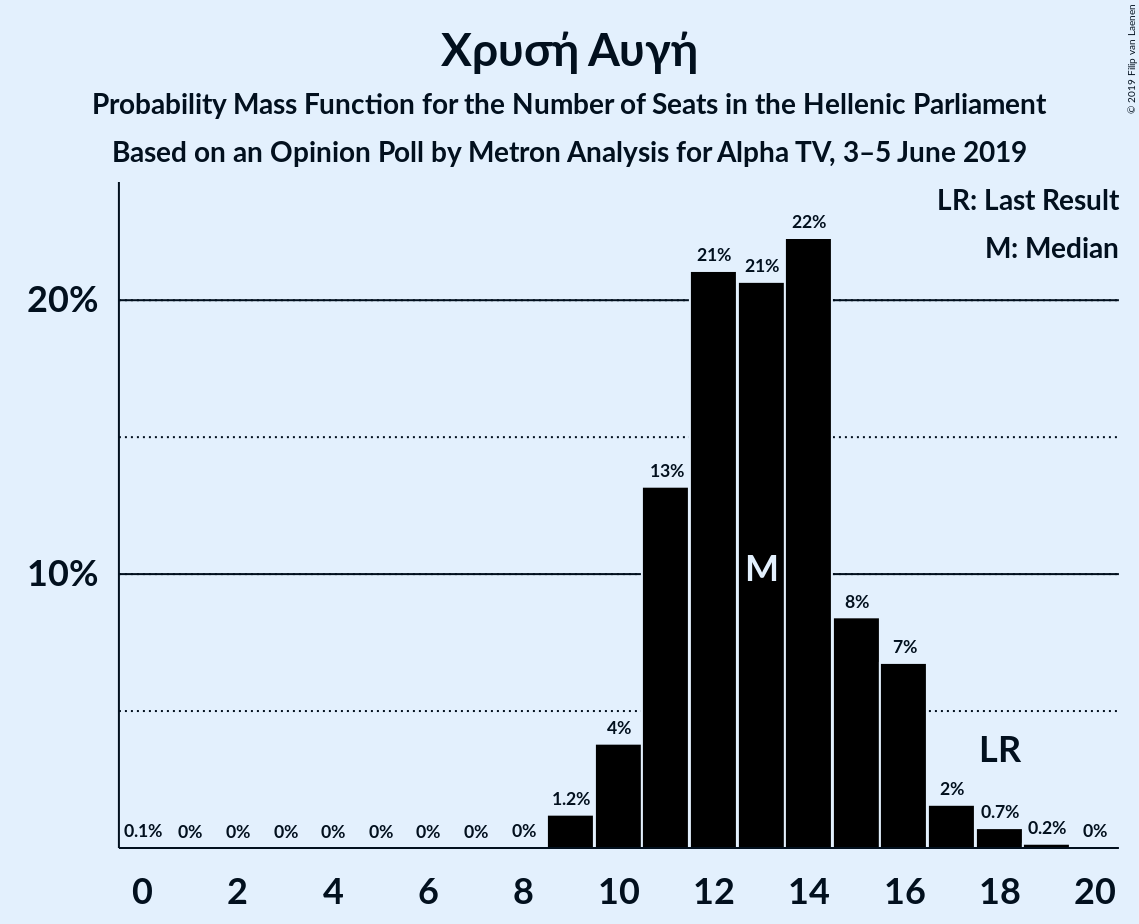 Χρυσή Αυγή
Probability Mass Function for the Number of Seats in the Hellenic Parliament
Based on an Opinion Poll by Metron Analysis for Alpha TV, 3–5 June 2019
© 2019 Filip van Laenen
LR: Last Result
M: Median
20%
10%
0.1%
0%
0%
0%
0%
0%
0%
0%
0%
1.2%
4%
13%
21%
21%
22%
8%
7%
2%
0.7%
0.2%
0%
M
LR
0 2 4 6 8 10 12 14 16 18 20